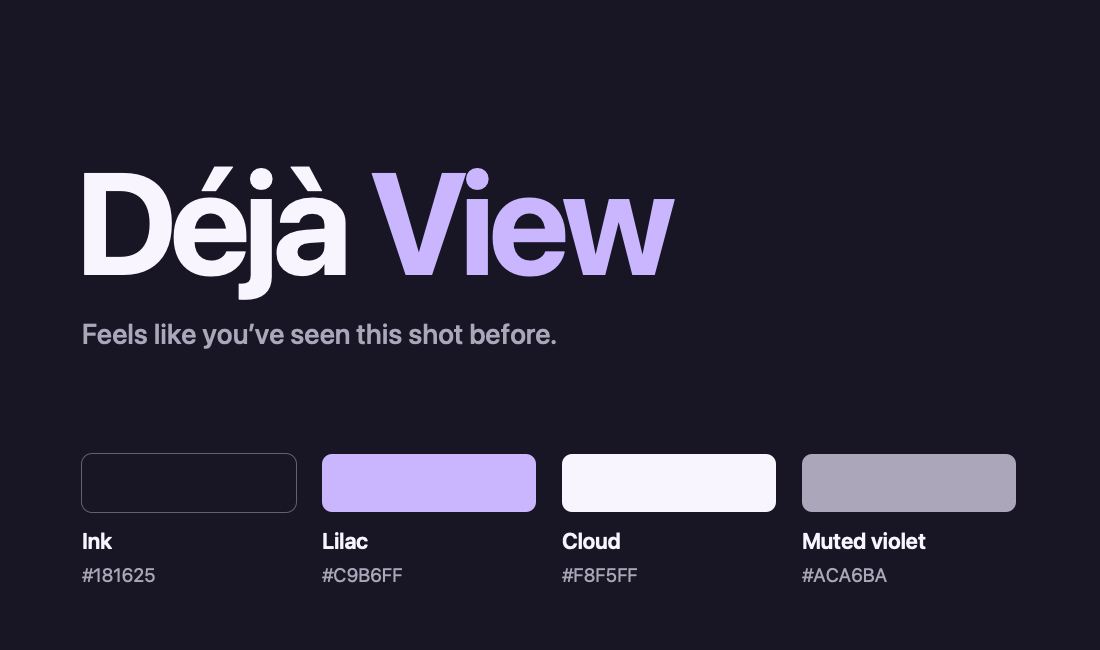 Déjà View
Feels like you’ve seen this shot before.
Ink
#181625
Lilac
#C9B6FF
Cloud
#F8F5FF
Muted violet
#ACA6BA